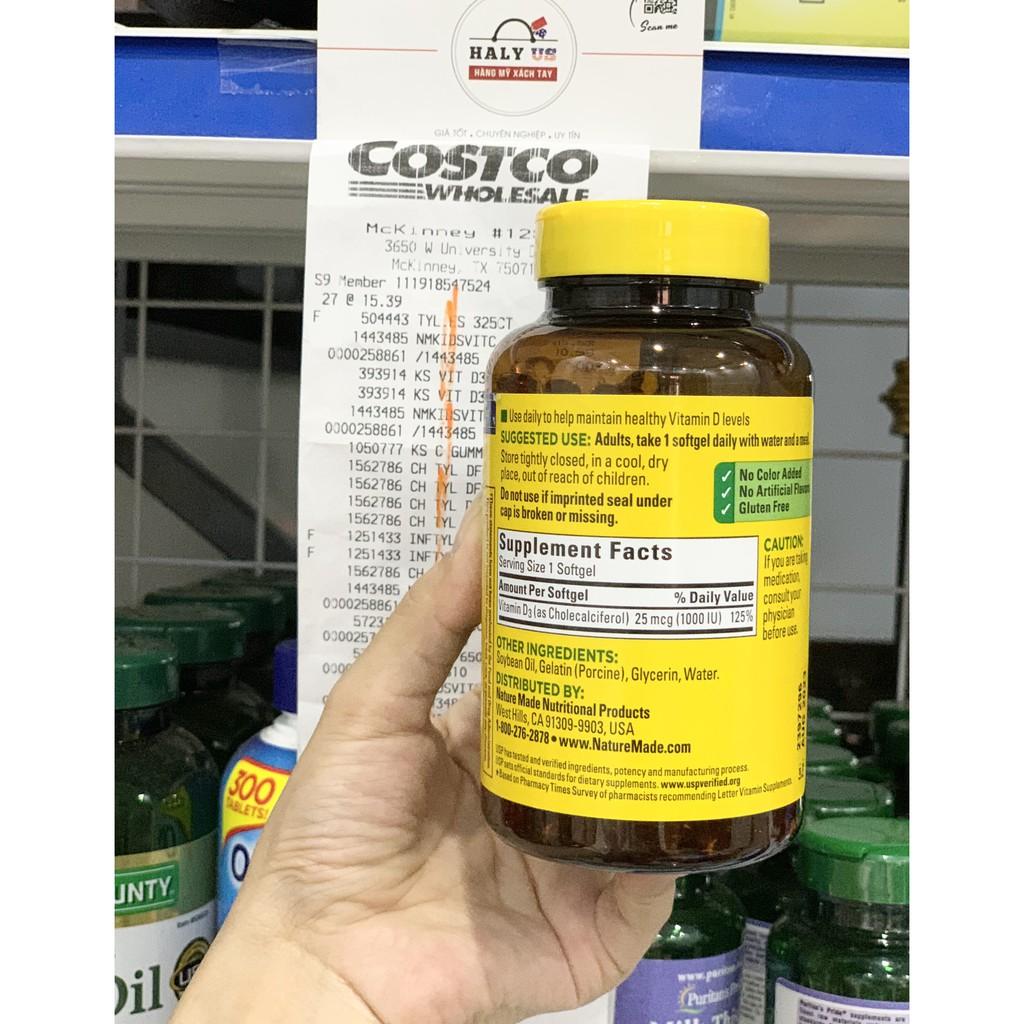 Scan me
HALY US
HÀNG MỸ XÁCH TAY
GIÁ TỐT • CHUYÊN NGHIỆP • UY TÍN
COSTCO
WHOLESALE
McKinney
3650 W University
McKinney, TX 75071
S9 Member 111918547524
27 @ 15.39
F 504443 TYL ES 325CT
1443485 NMKIDSVITC
0000258861 /1443485
393914 KS VIT D3
393914 KS VIT D3
1443485 NMKIDSVIT
0000258861 /1443485
1050777 KS C GUMM
1562786 CH TYL DF
1562786 CH TYL DF
1562786 CH TYL DF
1562786 CH TYL
F 1251433 INFTYL
F 1251433 INFTYL
1562786 CH
1443485
0000258861
Use daily to help maintain healthy Vitamin D levels
SUGGESTED USE: Adults, take 1 softgel daily with water and a meal.
Store tightly closed, in a cool, dry
place, out of reach of children.
Do not use if imprinted seal under
cap is broken or missing.
No Color Added
No Artificial Flavors
Gluten Free
Supplement Facts
Serving Size 1 Softgel
Amount Per Softgel % Daily Value
Vitamin D3 (as Cholecalciferol) 25 mcg (1000 IU) 125%
CAUTION:
If you are taking
medication,
consult your
physician
before use.
OTHER INGREDIENTS:
Soybean Oil, Gelatin (Porcine), Glycerin, Water.
DISTRIBUTED BY:
Nature Made Nutritional Products
West Hills, CA 91309-9903, USA
1-800-276-2878 • www.NatureMade.com
USP has tested and verified ingredients, potency and manufacturing process.
USP sets official standards for dietary supplements. www.uspverified.org
Based on Pharmacy Times Survey of pharmacists recommending Letter Vitamin Supplements.
300
TABLETS
UNTY
Oil
www.puritan
Puritan's
Puritan's Pride® supplements are